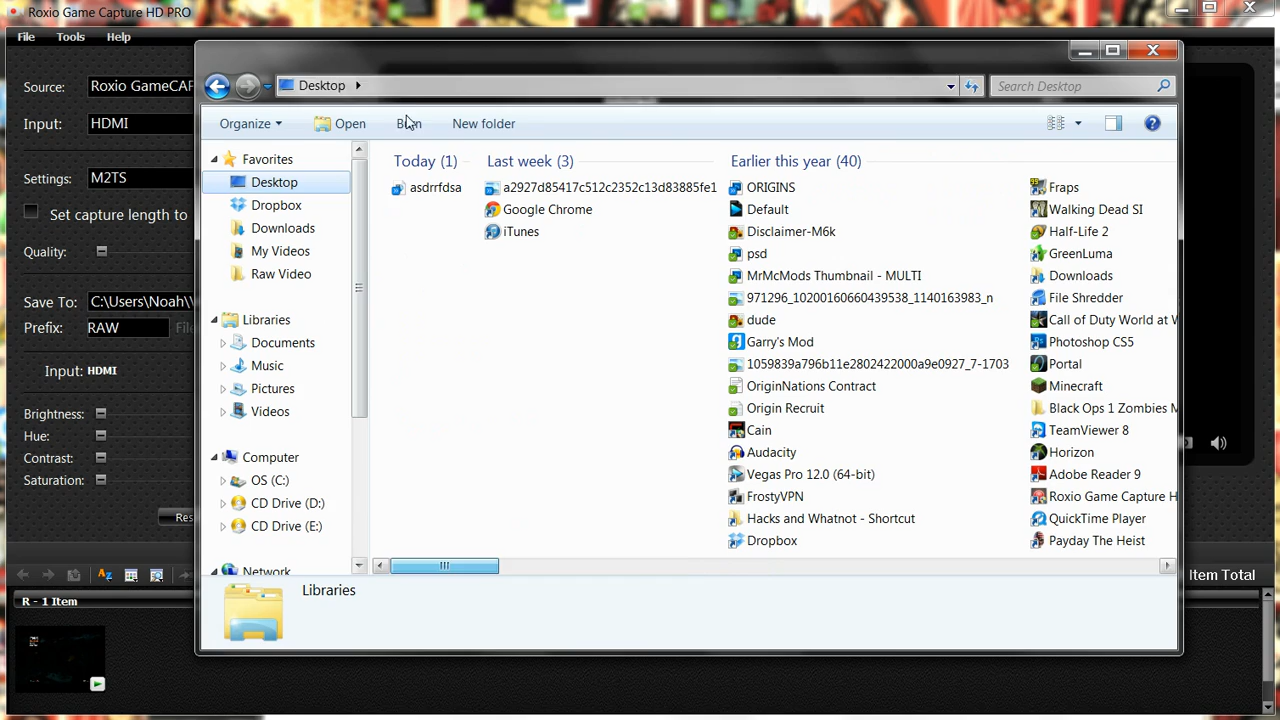 Roxio Game Capture HD PRO
File Tools Help
Source: Roxio GameCAP
Input: HDMI
Settings: M2TS
Set capture length to
Quality:
Save To: C:\Users\Noah\
Prefix: RAW
Input: HDMI
Brightness:
Hue:
Contrast:
Saturation:
Res
R - 1 Item
Item Total
Desktop
Search Desktop
Organize Open Burn New folder
Favorites
Desktop
Dropbox
Downloads
My Videos
Raw Video
Libraries
Documents
Music
Pictures
Videos
Computer
OS (C:)
CD Drive (D:)
CD Drive (E:)
Network
Today (1)
asdrrfdsa
Last week (3)
a2927d85417c512c2352c13d83885fe1
Google Chrome
iTunes
Earlier this year (40)
ORIGINS
Default
Disclaimer-M6k
psd
MrMcMods Thumbnail - MULTI
971296_10200160660439538_1140163983_n
dude
Garry's Mod
1059839a796b11e2802422000a9e0927_7-1703
OriginNations Contract
Origin Recruit
Cain
Audacity
Vegas Pro 12.0 (64-bit)
FrostyVPN
Hacks and Whatnot - Shortcut
Dropbox
Fraps
Walking Dead SI
Half-Life 2
GreenLuma
Downloads
File Shredder
Call of Duty World at W
Photoshop CS5
Portal
Minecraft
Black Ops 1 Zombies M
TeamViewer 8
Horizon
Adobe Reader 9
Roxio Game Capture H
QuickTime Player
Payday The Heist
Libraries